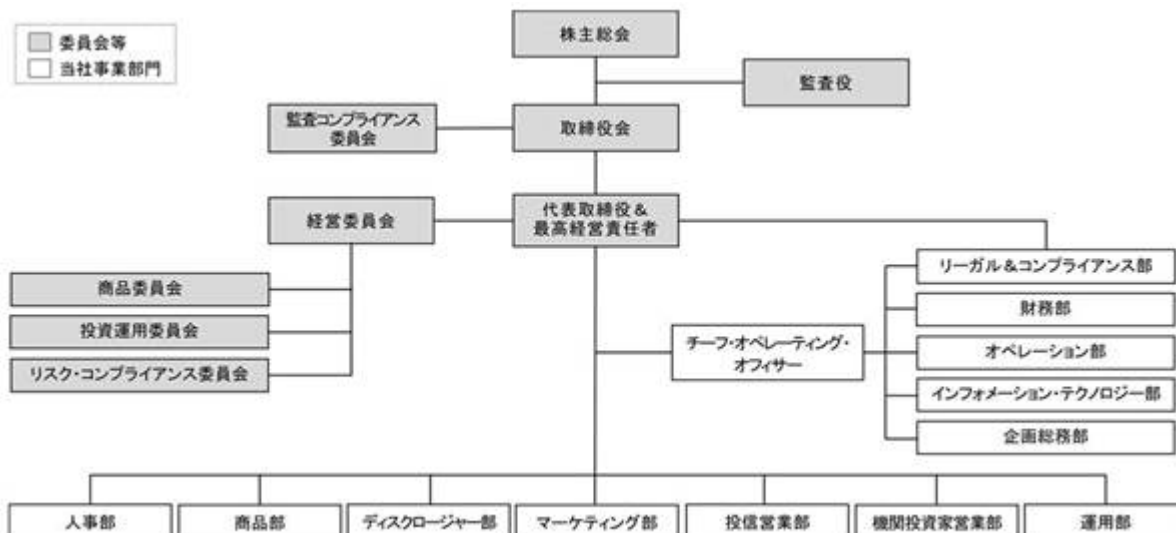 委員会等
当社事業部門
株主総会
監査役
監査コンプライアンス
委員会
取締役会
経営委員会
代表取締役&
最高経営責任者
商品委員会
投資運用委員会
リスク・コンプライアンス委員会
チーフ・オペレーティング・
オフィサー
リーガル&コンプライアンス部
財務部
オペレーション部
インフォメーション・テクノロジー部
企画総務部
人事部
商品部
ディスクロージャー部
マーケティング部
投信営業部
機関投資家営業部
運用部